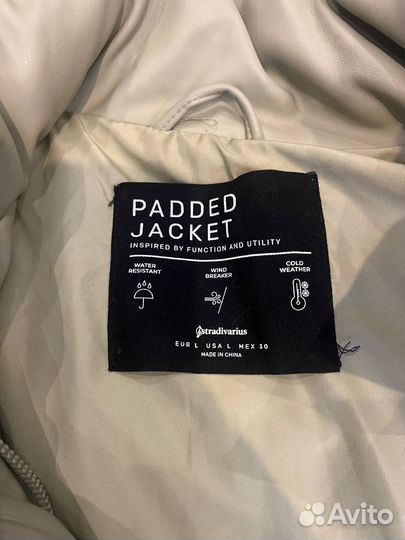 PADDED
JACKET
INSPIRED BY FUNCTION AND UTILITY
WATER
RESISTANT
WIND
BREAKER
COLD
WEATHER
stradivarius
EUR L USA L MEX 30
MADE IN CHINA
Avito